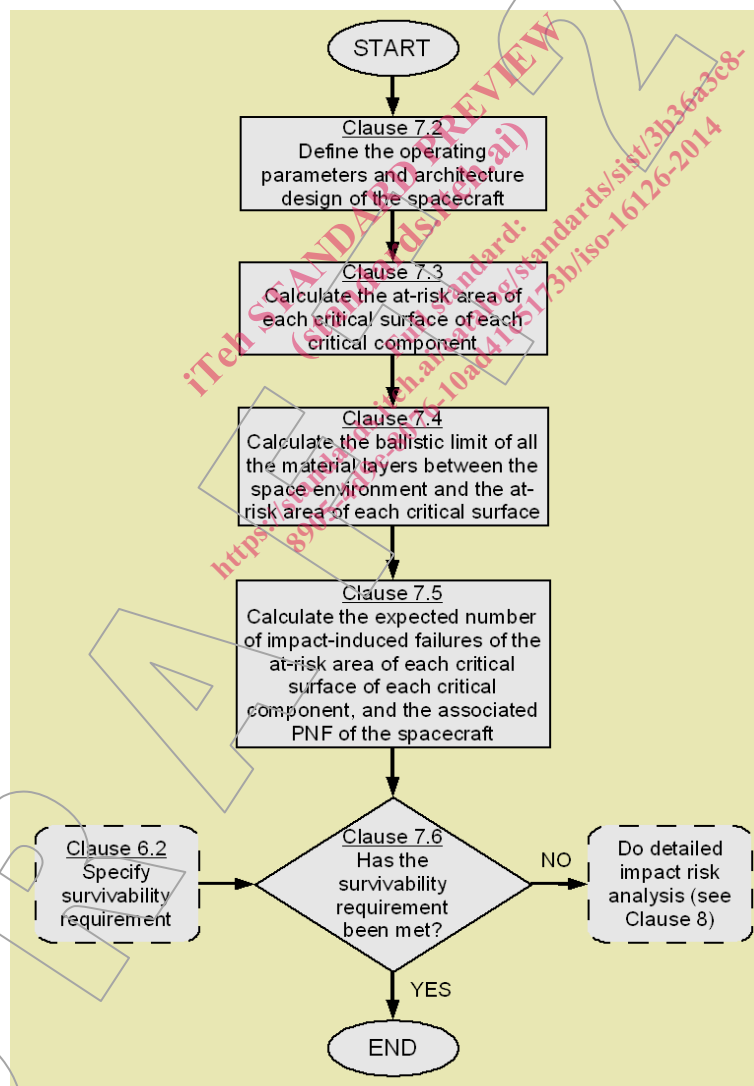 START
Clause 7.2
Define the operating
parameters and architecture
design of the spacecraft
Clause 7.3
Calculate the at-risk area of
each critical surface of each
critical component
Clause 7.4
Calculate the ballistic limit of all
the material layers between the
space environment and the at-
risk area of each critical surface
Clause 7.5
Calculate the expected number
of impact-induced failures of the
at-risk area of each critical
surface of each critical
component, and the associated
PNF of the spacecraft
Clause 6.2
Specify
survivability
requirement
Clause 7.6
Has the
survivability
requirement
been met?
NO
Do detailed
impact risk
analysis (see
Clause 8)
YES
END
iTeh STANDARD PREVIEW
(standards.iteh.ai)
Full standard: